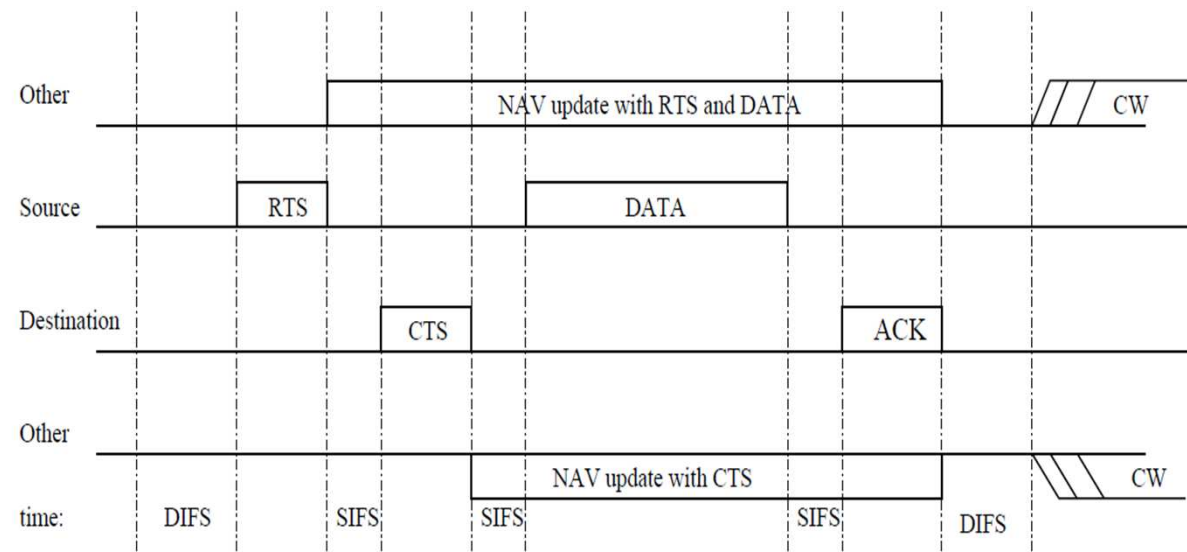 Other
NAV update with RTS and DATA
CW
Source
RTS
DATA
Destination
CTS
ACK
Other
NAV update with CTS
CW
time:
DIFS
SIFS
SIFS
SIFS
DIFS